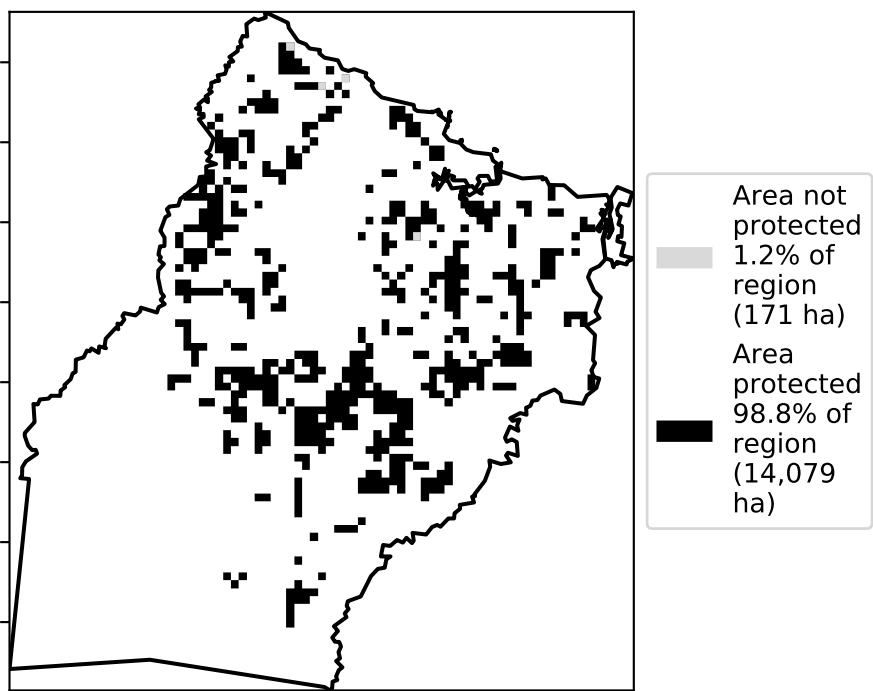 Area not
protected
1.2% of
region
(171 ha)
Area
protected
98.8% of
region
(14,079
ha)